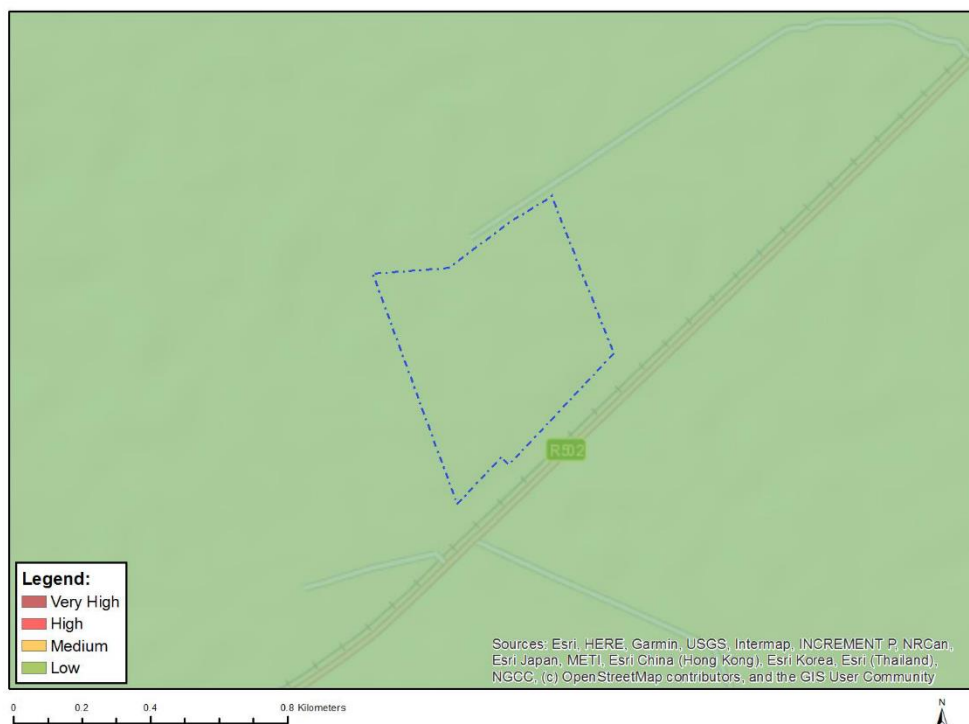 R502
Legend:
Very High
High
Medium
Low
Sources: Esri, HERE, Garmin, USGS, Intermap, INCREMENT P, NRCan,
Esri Japan, METI, Esri China (Hong Kong), Esri Korea, Esri (Thailand),
NGCC, (c) OpenStreetMap contributors, and the GIS User Community
0 0.2 0.4 0.8 Kilometers
N